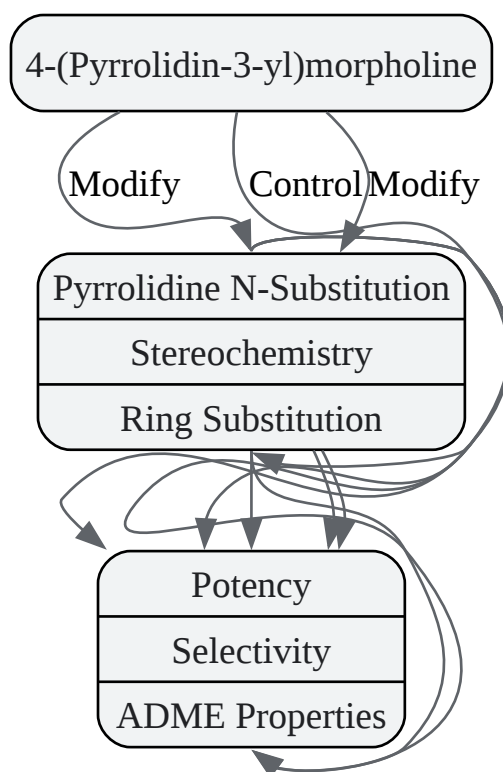 4-(Pyrrolidin-3-yl)morpholine
Modify Control Modify
Pyrrolidine N-Substitution
Stereochemistry
Ring Substitution
Potency
Selectivity
ADME Properties